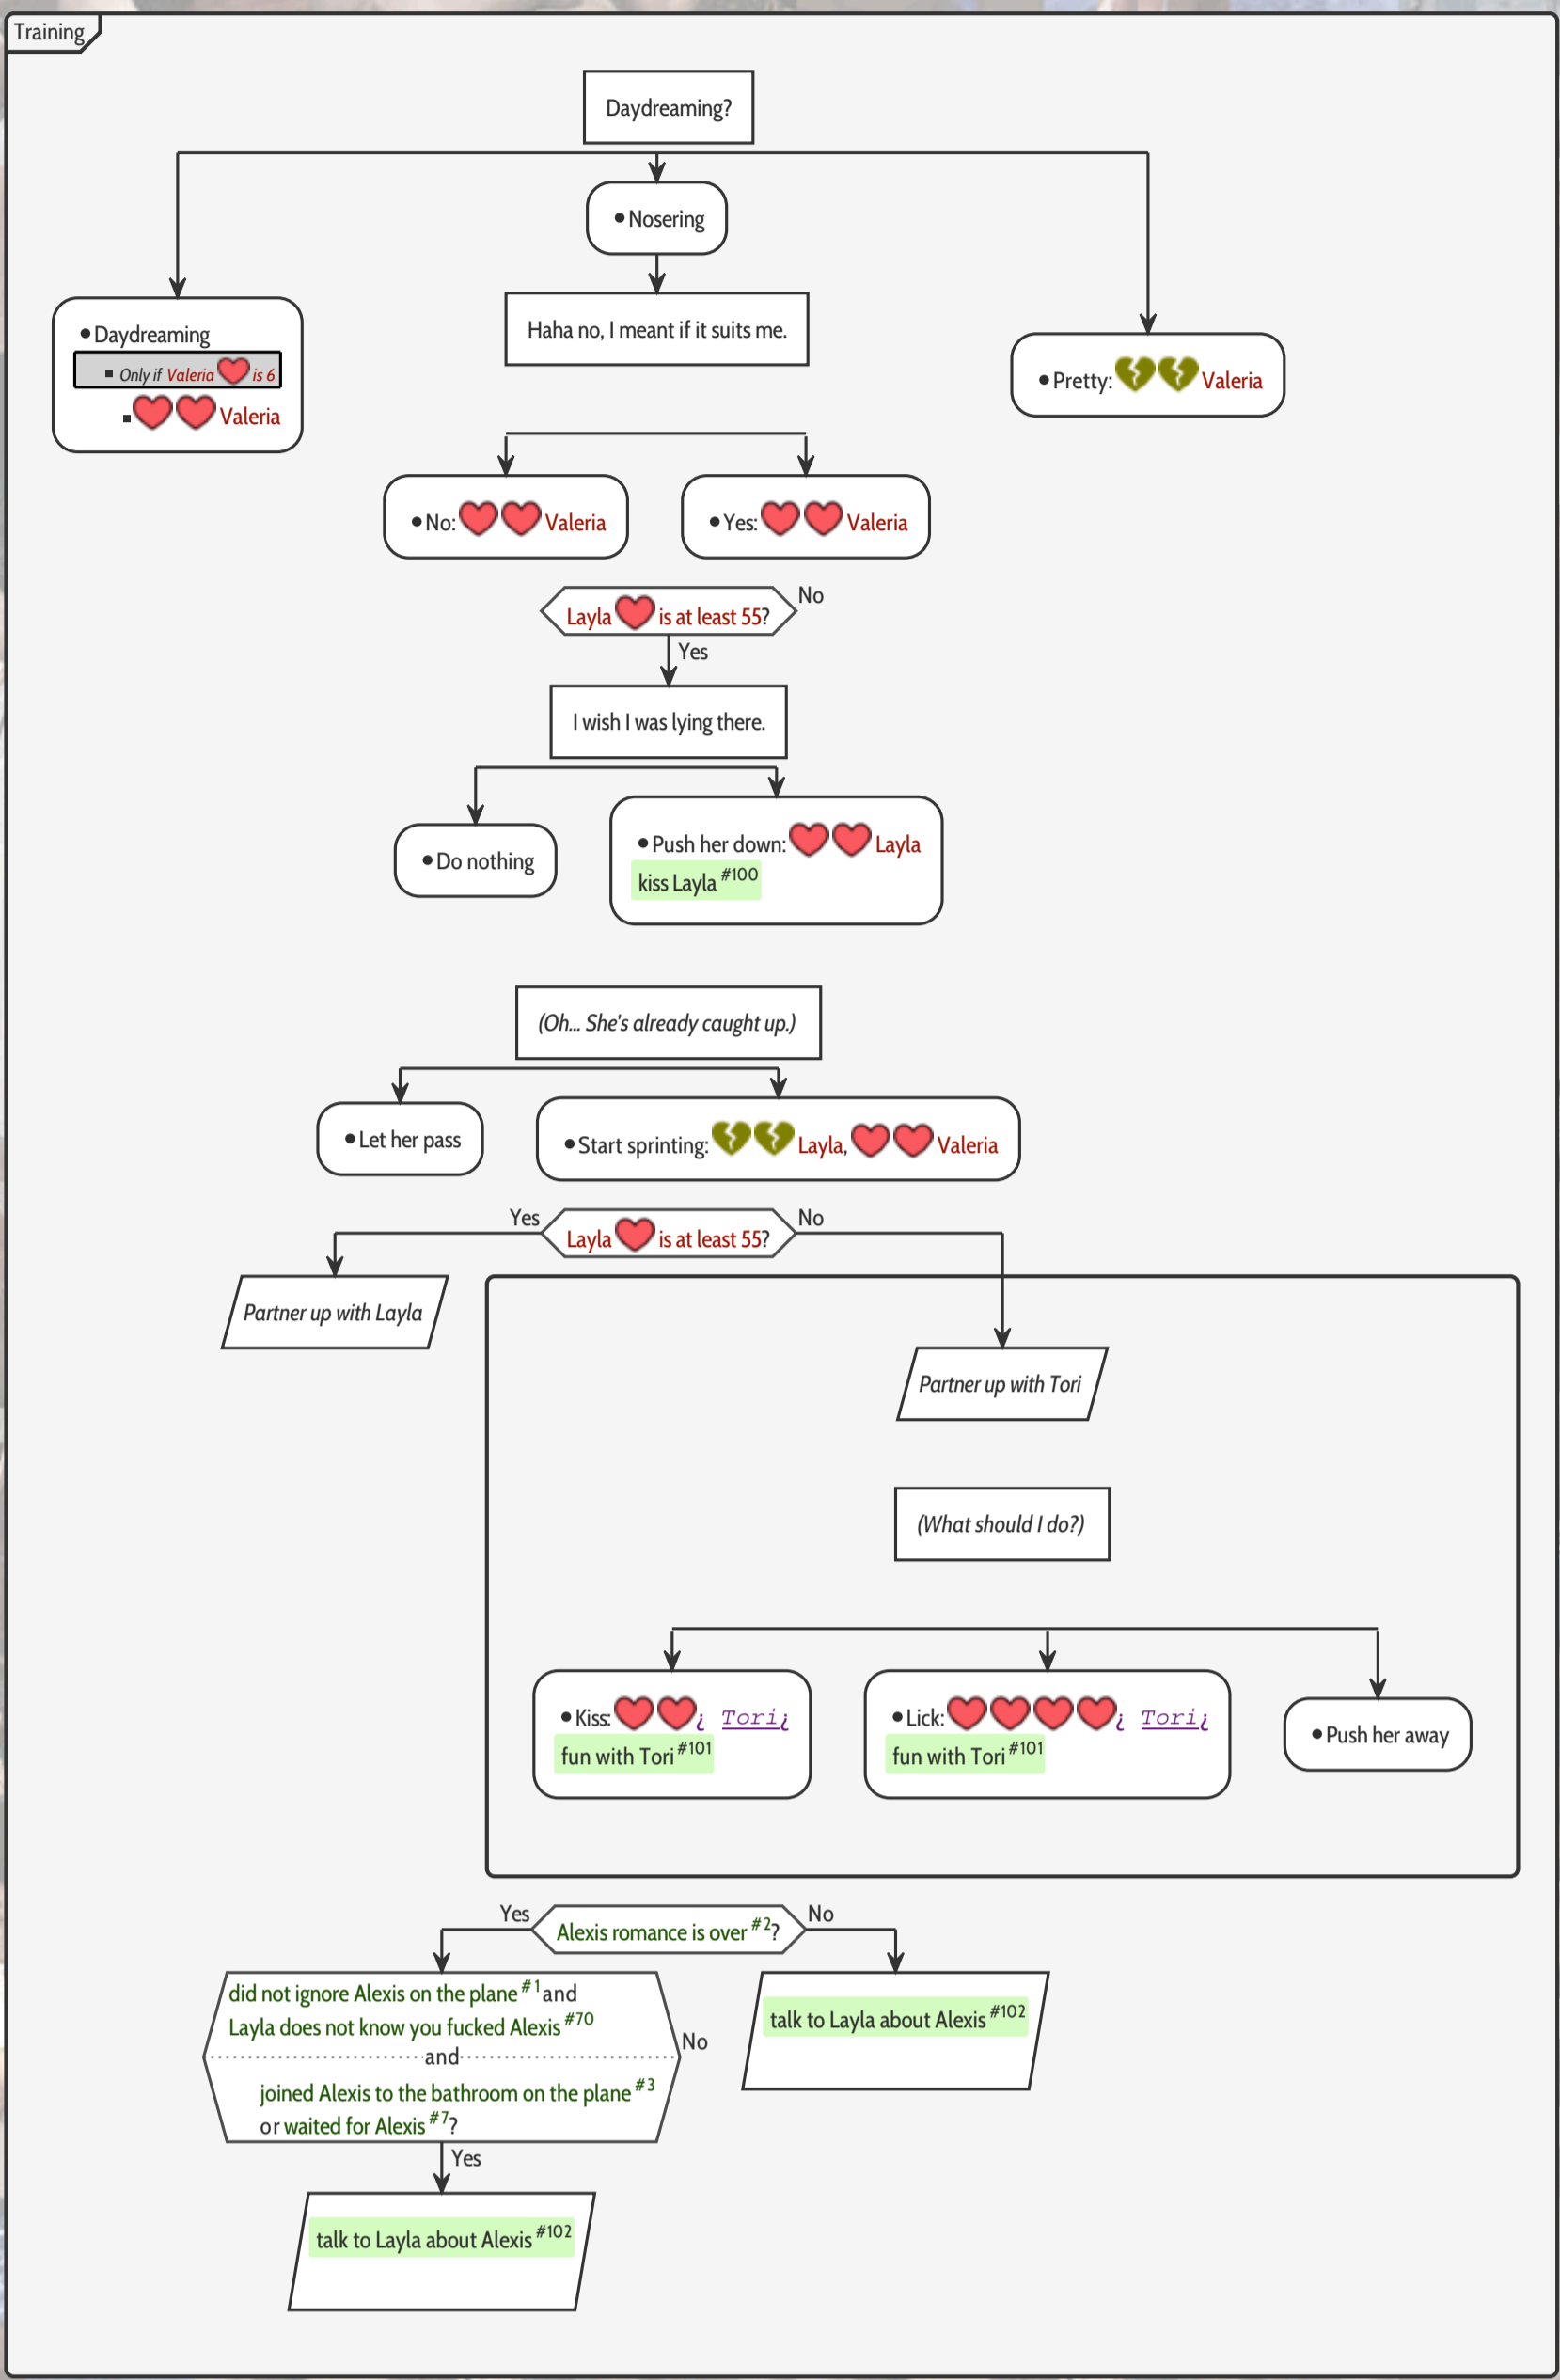 Training
Daydreaming?
•Nosering
Haha no, I meant if it suits me.
•Daydreaming
▪ Only if Valeria ❤ is 6
▪ ❤❤ Valeria
•Pretty: 💔💔 Valeria
•No: ❤❤ Valeria
•Yes: ❤❤ Valeria
Layla ❤ is at least 55?
No
Yes
I wish I was lying there.
•Do nothing
•Push her down: ❤❤ Layla
kiss Layla #100
(Oh... She's already caught up.)
•Let her pass
•Start sprinting: 💔💔 Layla, ❤❤ Valeria
Yes
Layla ❤ is at least 55?
No
Partner up with Layla
Partner up with Tori
(What should I do?)
•Kiss: ❤❤¿ Tori¿
fun with Tori #101
•Lick: ❤❤❤❤¿ Tori¿
fun with Tori #101
•Push her away
Yes
Alexis romance is over #2?
No
did not ignore Alexis on the plane #1 and
Layla does not know you fucked Alexis #70
and
joined Alexis to the bathroom on the plane #3
or waited for Alexis #7?
No
talk to Layla about Alexis #102
Yes
talk to Layla about Alexis #102